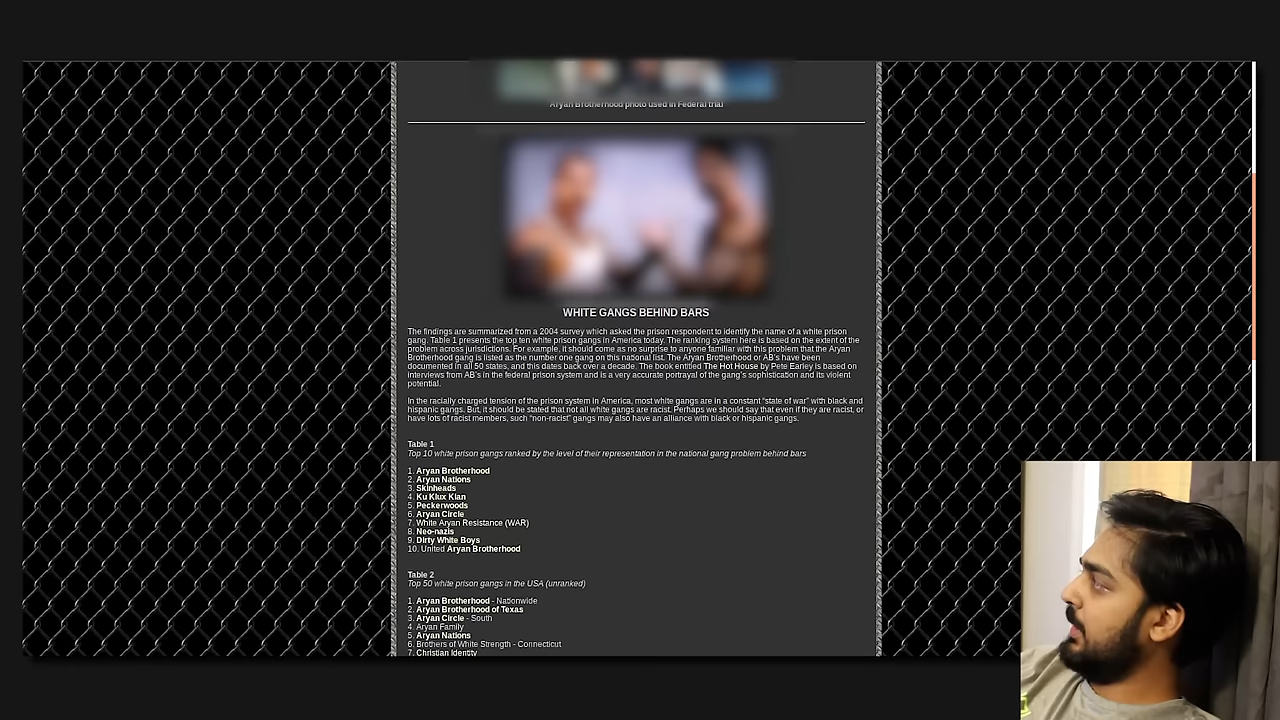 Aryan Brotherhood photo used in Federal trial
WHITE GANGS BEHIND BARS
The findings are summarized from a 2004 survey which asked the prison respondent to identify the name of a white prison
gang. Table 1 presents the top ten white prison gangs in America today. The ranking system here is based on the extent of the
problem across jurisdictions. For example, it should come as no surprise to anyone familiar with this problem that the Aryan
Brotherhood gang is listed as the number one gang on this national list. The Aryan Brotherhood or AB's have been
documented in all 50 states, and this dates back over a decade. The book entitled The Hot House by Pete Earley is based on
interviews from AB's in the federal prison system and is a very accurate portrayal of the gang's sophistication and its violent
potential.
In the racially charged tension of the prison system in America, most white gangs are in a constant “state of war” with black and
hispanic gangs. But, it should be stated that not all white gangs are racist. Perhaps we should say that even if they are racist, or
have lots of racist members, such “non-racist” gangs may also have an alliance with black or hispanic gangs.
Table 1
Top 10 white prison gangs ranked by the level of their representation in the national gang problem behind bars
1. Aryan Brotherhood
2. Aryan Nations
3. Skinheads
4. Ku Klux Klan
5. Peckerwoods
6. Aryan Circle
7. White Aryan Resistance (WAR)
8. Neo-nazis
9. Dirty White Boys
10. United Aryan Brotherhood
Table 2
Top 50 white prison gangs in the USA (unranked)
1. Aryan Brotherhood - Nationwide
2. Aryan Brotherhood of Texas
3. Aryan Circle - South
4. Aryan Family
5. Aryan Nations
6. Brothers of White Strength - Connecticut
7. Christian Identity